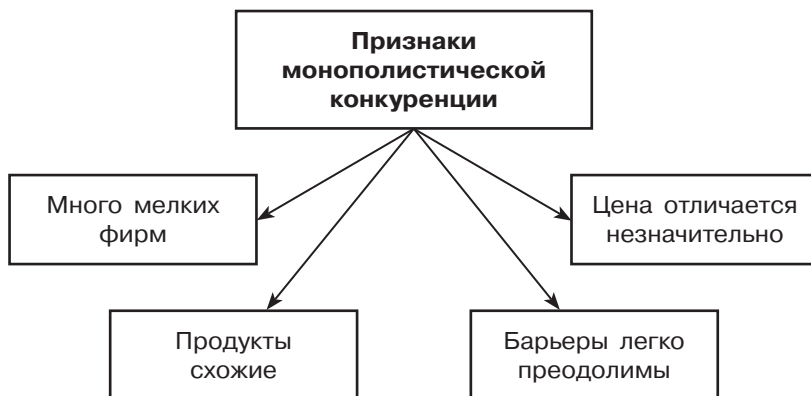 Признаки
монополистической
конкуренции
Много мелких
фирм
Цена отличается
незначительно
Продукты
схожие
Барьеры легко
преодолимы